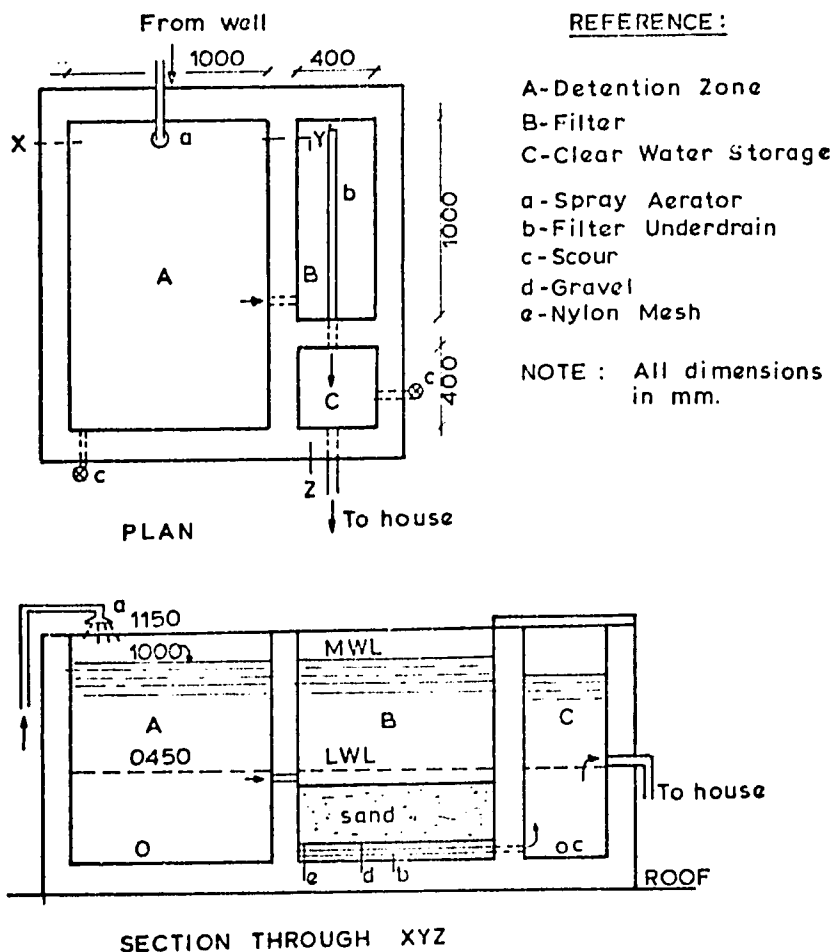 From well
1000
400
X
a
Y
b
A
B
1000
C
c
400
c
Z
To house
PLAN
REFERENCE:
A-Detention Zone
B-Filter
C-Clear Water Storage
a-Spray Aerator
b-Filter Underdrain
c-Scour
d-Gravel
e-Nylon Mesh
NOTE : All dimensions
in mm.
a
1150
1000
MWL
A
B
C
0450
LWL
To house
sand
O
e
d
b
O C
ROOF
SECTION THROUGH XYZ